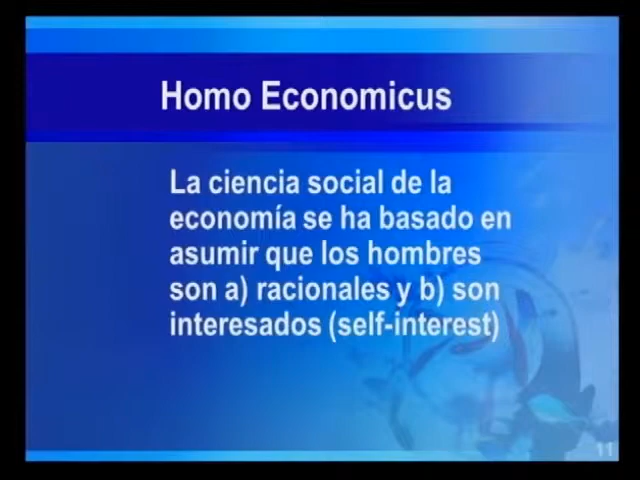 Homo Economicus
La ciencia social de la
economía se ha basado en
asumir que los hombres
son a) racionales y b) son
interesados (self-interest)
11